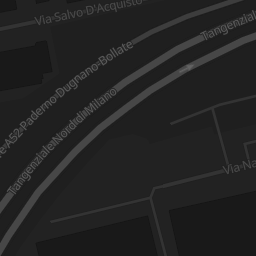 Via Salvo D'Acquisto
Tangenziale
A52 Paderno Dugnano-Bollate
Tangenziale Nord di Milano
Via Na